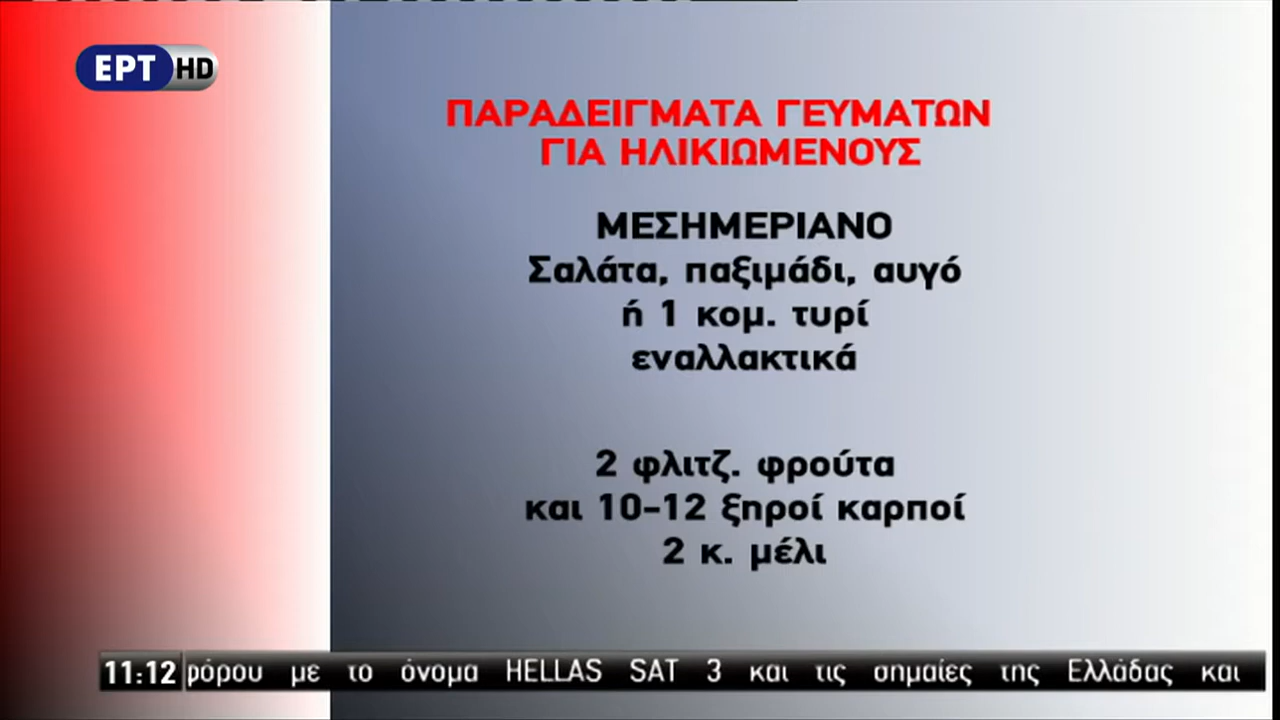 ΕΡΤ HD
ΠΑΡΑΔΕΙΓΜΑΤΑ ΓΕΥΜΑΤΩΝ
ΓΙΑ ΗΛΙΚΙΩΜΕΝΟΥΣ
ΜΕΣΗΜΕΡΙΑΝΟ
Σαλάτα, παξιμάδι, αυγό
ή 1 κομ. τυρί
εναλλακτικά
2 φλιτζ. φρούτα
και 10-12 ξηροί καρποί
2 κ. μέλι
11:12 φόρου με το όνομα HELLAS SAT 3 και τις σημαίες της Ελλάδας και